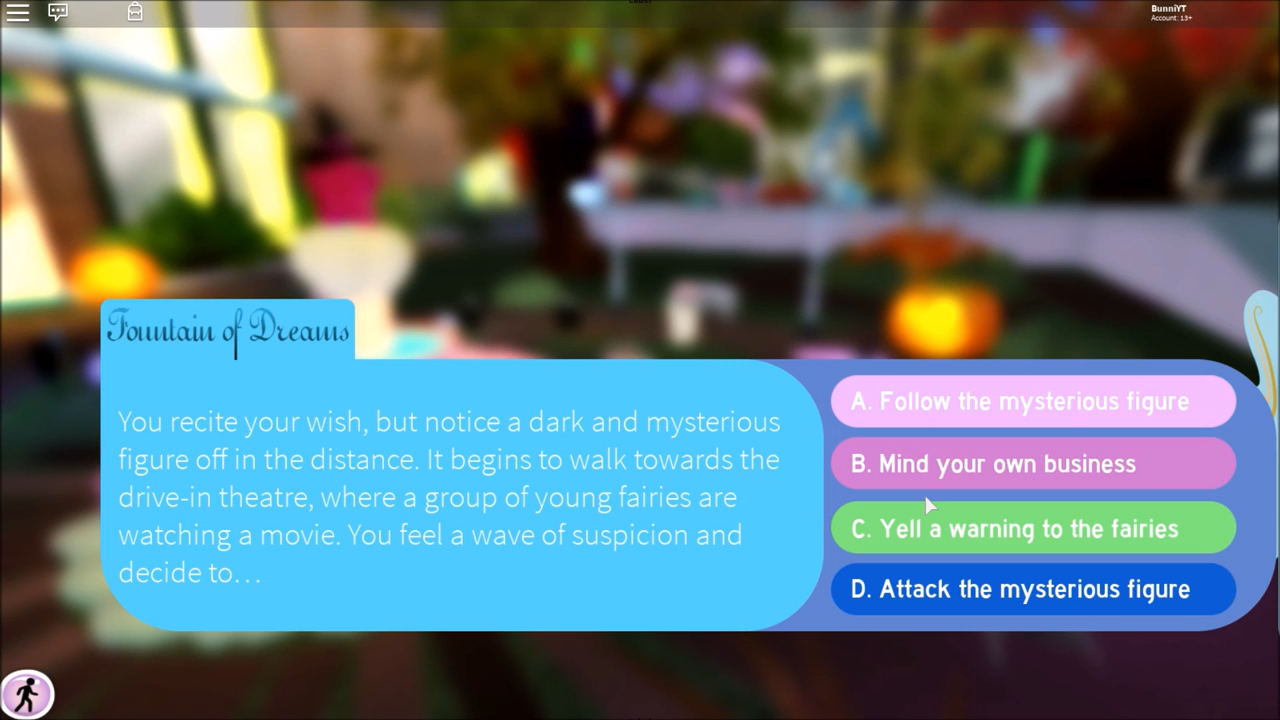 BunniYT
Account: 13+
Fountain of Dreams
You recite your wish, but notice a dark and mysterious
figure off in the distance. It begins to walk towards the
drive-in theatre, where a group of young fairies are
watching a movie. You feel a wave of suspicion and
decide to...
A. Follow the mysterious figure
B. Mind your own business
C. Yell a warning to the fairies
D. Attack the mysterious figure